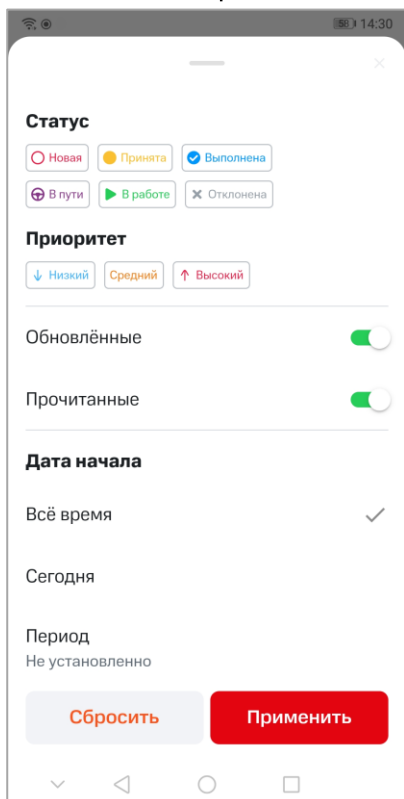 58 14:30
Статус
Новая Принята Выполнена
В пути В работе Отклонена
Приоритет
Низкий Средний Высокий
Обновлённые
Прочитанные
Дата начала
Всё время
Сегодня
Период
Не установленно
Сбросить Применить